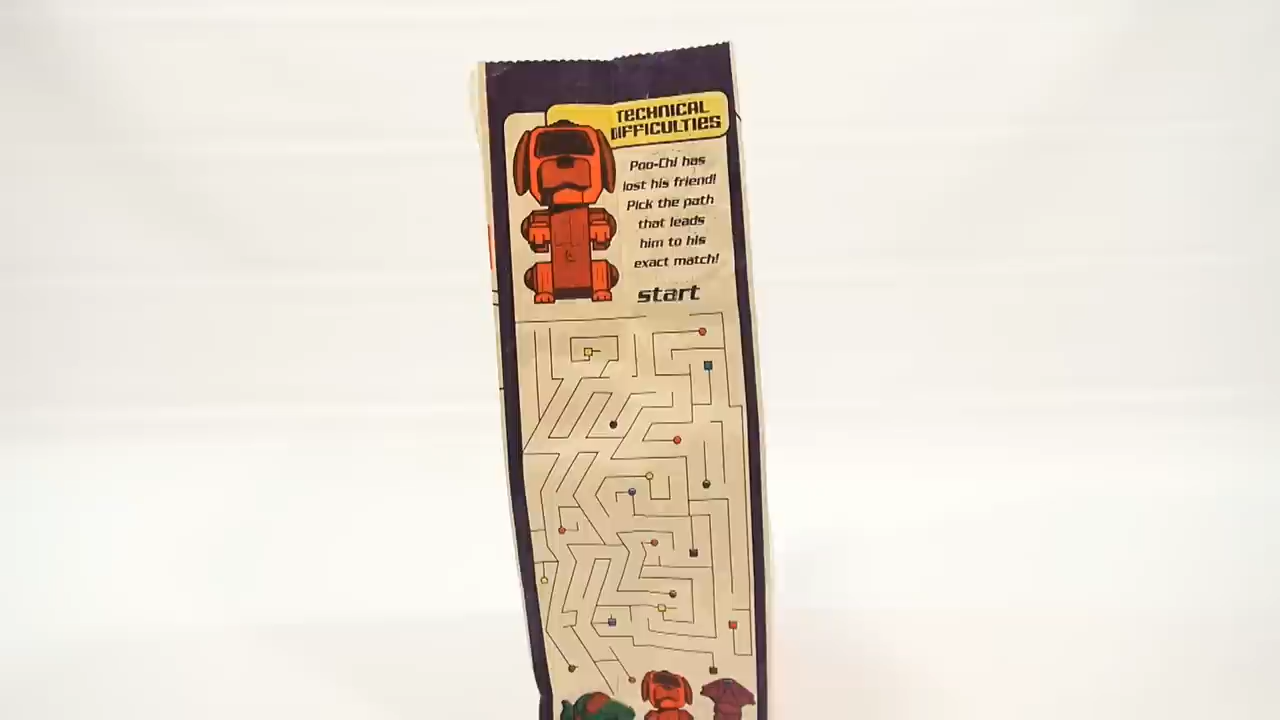 TECHNICAL
DIFFICULTIES
Poo-Chi has
lost his friend!
Pick the path
that leads
him to his
exact match!
start